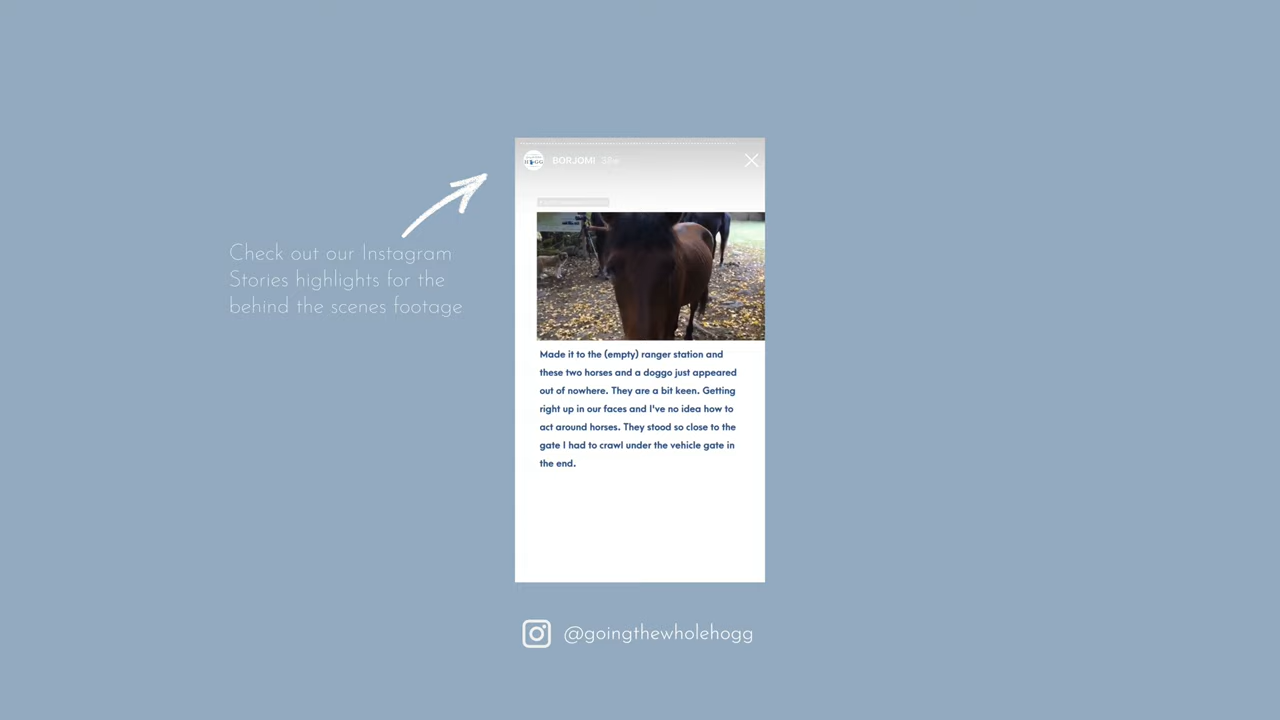 HOGG
BORJOMI
Check out our Instagram
Stories highlights for the
behind the scenes footage
Made it to the (empty) ranger station and
these two horses and a doggo just appeared
out of nowhere. They are a bit keen. Getting
right up in our faces and I've no idea how to
act around horses. They stood so close to the
gate I had to crawl under the vehicle gate in
the end.
@goingthewholehogg